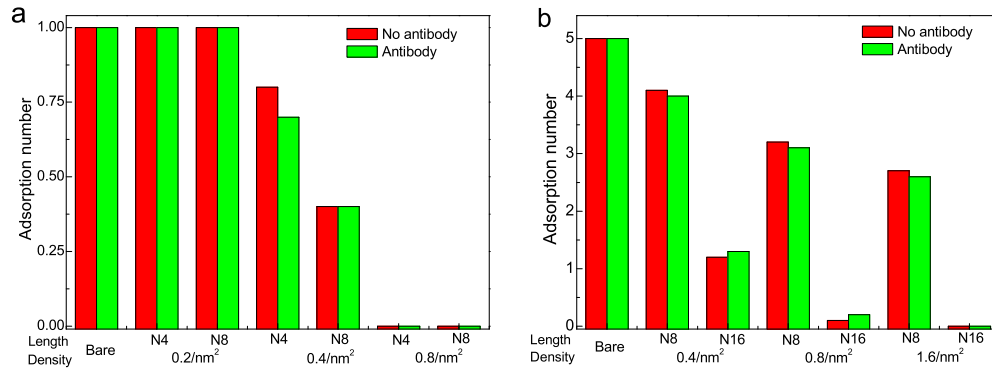 a
No antibody
Antibody
Adsorption number
1.00
0.75
0.50
0.25
0.00
Length N4 N8 N4 N8 N4 N8
Density Bare 0.2/nm² 0.4/nm² 0.8/nm²
b
No antibody
Antibody
Adsorption number
5
4
3
2
1
0
Length N8 N16 N8 N16 N8 N16
Density Bare 0.4/nm² 0.8/nm² 1.6/nm²